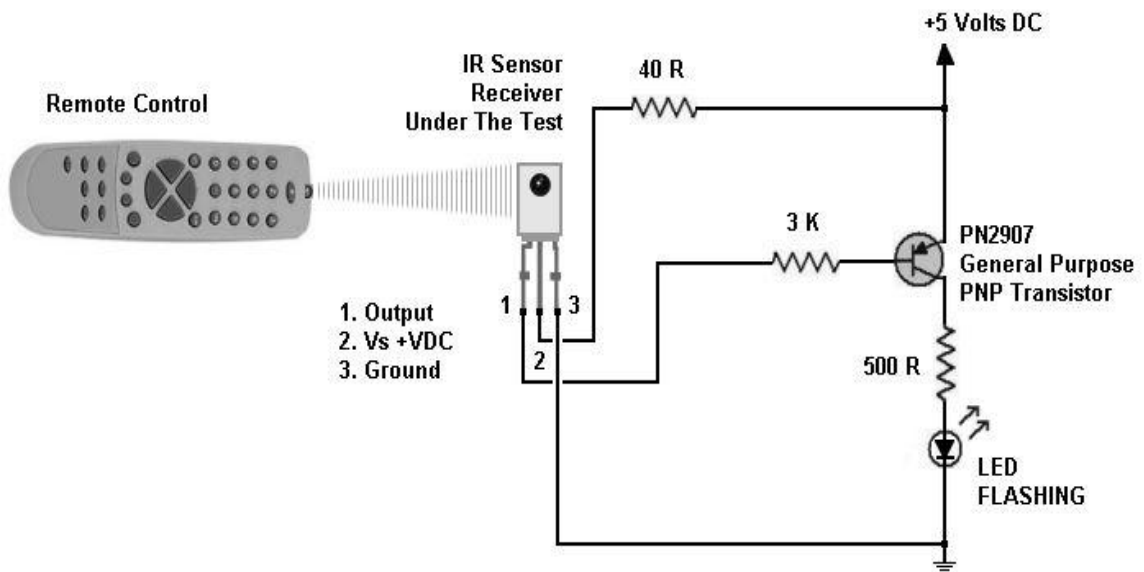 +5 Volts DC
IR Sensor
Receiver
Under The Test
40 R
Remote Control
3 K
PN2907
General Purpose
PNP Transistor
1. Output
2. Vs +VDC
3. Ground
1
3
2
500 R
LED
FLASHING